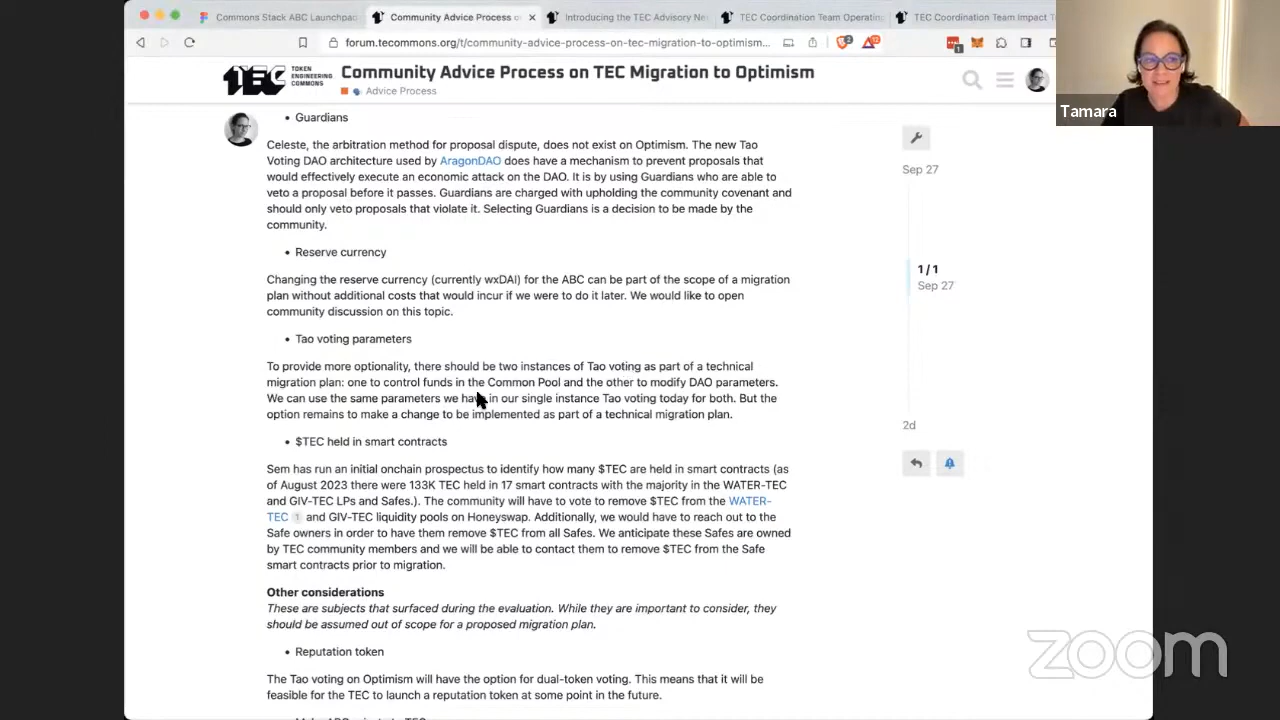 Commons Stack ABC Launchpad
Community Advice Process o
Introducing the TEC Advisory Ne
TEC Coordination Team Operatin
TEC Coordination Team Impact T
forum.tecommons.org/t/community-advice-process-on-tec-migration-to-optimism...
2
12
1
TEC
TOKEN
ENGINEERING
COMMONS
Community Advice Process on TEC Migration to Optimism
Advice Process
Tamara
• Guardians
Celeste, the arbitration method for proposal dispute, does not exist on Optimism. The new Tao
Voting DAO architecture used by AragonDAO does have a mechanism to prevent proposals that
would effectively execute an economic attack on the DAO. It is by using Guardians who are able to
veto a proposal before it passes. Guardians are charged with upholding the community covenant and
should only veto proposals that violate it. Selecting Guardians is a decision to be made by the
community.
• Reserve currency
Changing the reserve currency (currently wxDAI) for the ABC can be part of the scope of a migration
plan without additional costs that would incur if we were to do it later. We would like to open
community discussion on this topic.
• Tao voting parameters
To provide more optionality, there should be two instances of Tao voting as part of a technical
migration plan: one to control funds in the Common Pool and the other to modify DAO parameters.
We can use the same parameters we have in our single instance Tao voting today for both. But the
option remains to make a change to be implemented as part of a technical migration plan.
• $TEC held in smart contracts
Sem has run an initial onchain prospectus to identify how many $TEC are held in smart contracts (as
of August 2023 there were 133K TEC held in 17 smart contracts with the majority in the WATER-TEC
and GIV-TEC LPs and Safes.). The community will have to vote to remove $TEC from the WATER-
TEC 1 and GIV-TEC liquidity pools on Honeyswap. Additionally, we would have to reach out to the
Safe owners in order to have them remove $TEC from all Safes. We anticipate these Safes are owned
by TEC community members and we will be able to contact them to remove $TEC from the Safe
smart contracts prior to migration.
Other considerations
These are subjects that surfaced during the evaluation. While they are important to consider, they
should be assumed out of scope for a proposed migration plan.
• Reputation token
The Tao voting on Optimism will have the option for dual-token voting. This means that it will be
feasible for the TEC to launch a reputation token at some point in the future.
Sep 27
1 / 1
Sep 27
2d
zoom